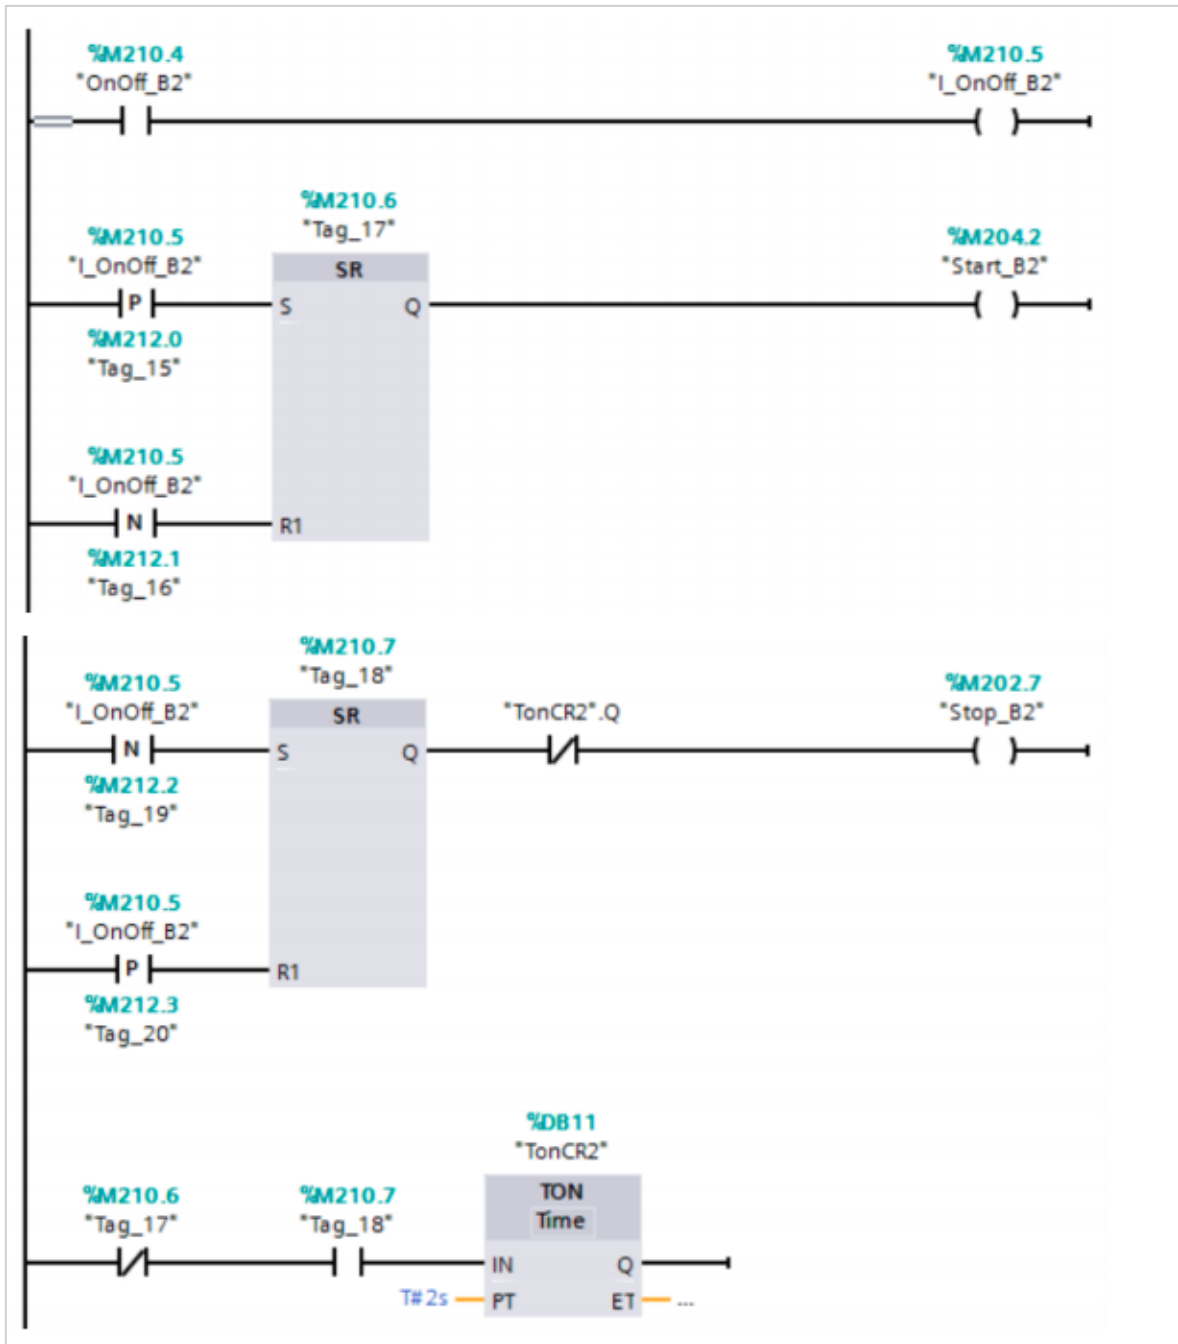 %M210.4
"OnOff_B2"
%M210.5
"I_OnOff_B2"
%M210.6
"Tag_17"
%M210.5
"I_OnOff_B2"
P
%M212.0
"Tag_15"
SR
S
Q
%M204.2
"Start_B2"
%M210.5
"I_OnOff_B2"
N
R1
%M212.1
"Tag_16"
%M210.7
"Tag_18"
%M210.5
"I_OnOff_B2"
N
%M212.2
"Tag_19"
SR
S
Q
"TonCR2".Q
%M202.7
"Stop_B2"
%M210.5
"I_OnOff_B2"
P
R1
%M212.3
"Tag_20"
%DB11
"TonCR2"
%M210.6
"Tag_17"
%M210.7
"Tag_18"
TON
Time
IN
Q
T#2s
PT
ET
...